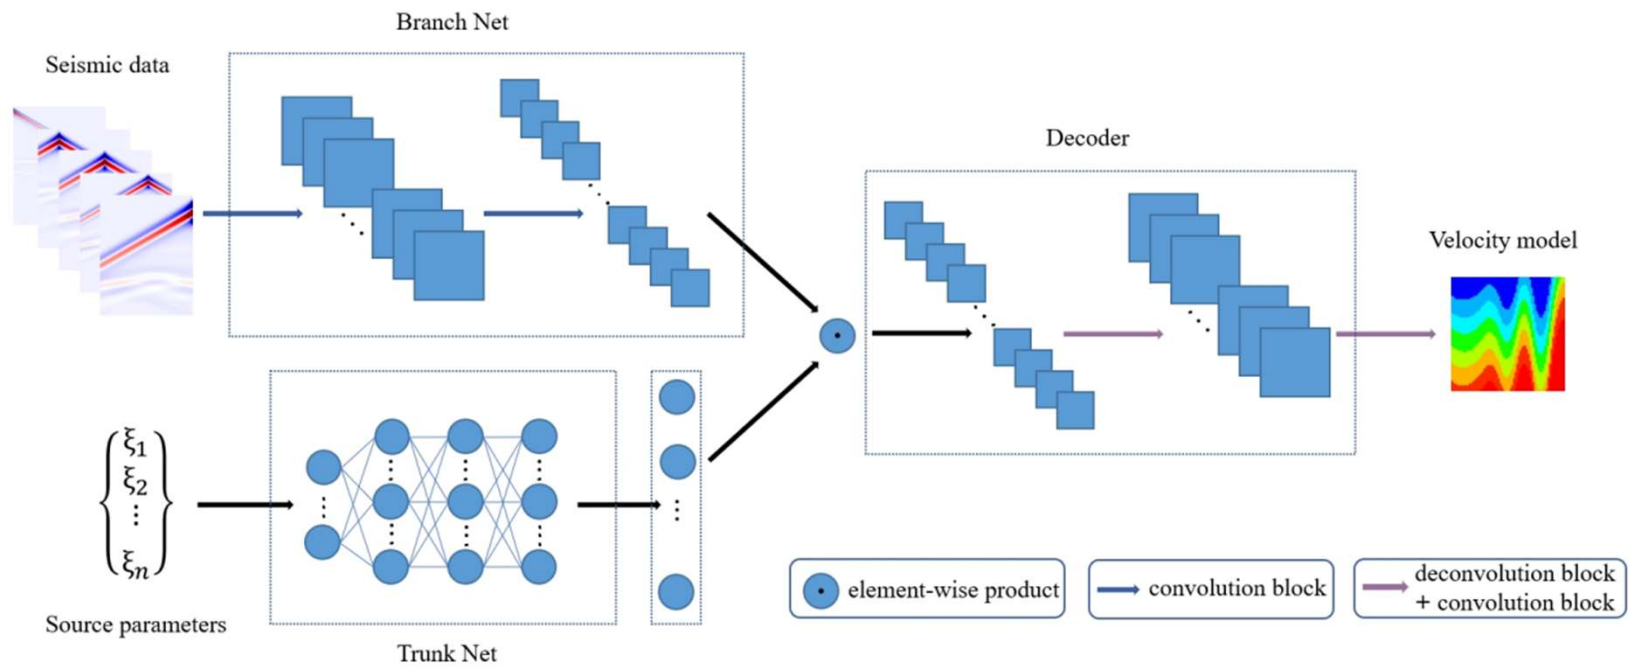 Branch Net
Seismic data
Decoder
Velocity model
ξ1
ξ2
⋮
ξn
Source parameters
Trunk Net
element-wise product
convolution block
deconvolution block
+ convolution block